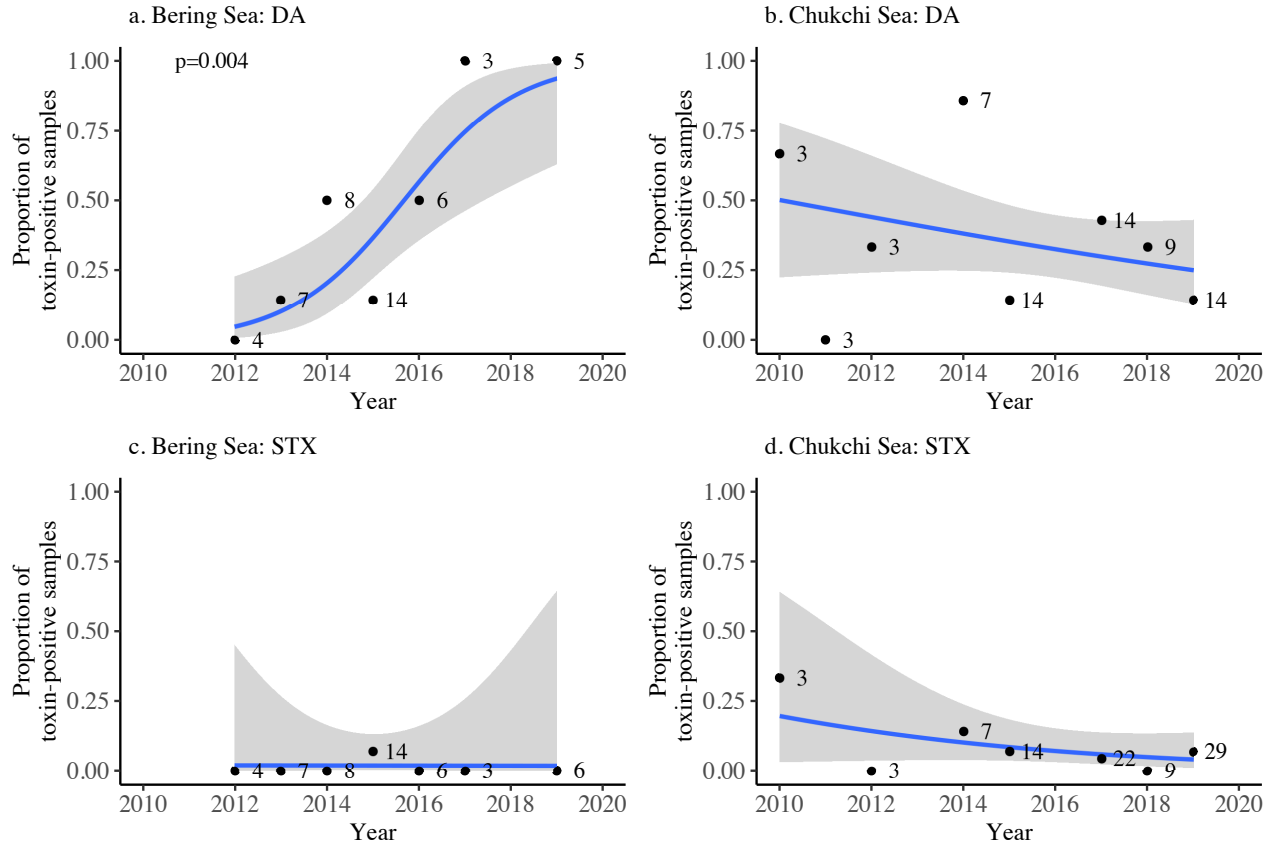 a. Bering Sea: DA
p=0.004
Proportion of
toxin-positive samples
1.00
0.75
0.50
0.25
0.00
4
7
8
14
6
3
5
2010 2012 2014 2016 2018 2020
Year
b. Chukchi Sea: DA
Proportion of
toxin-positive samples
1.00
0.75
0.50
0.25
0.00
3
3
3
7
14
14
9
14
2010 2012 2014 2016 2018 2020
Year
c. Bering Sea: STX
Proportion of
toxin-positive samples
1.00
0.75
0.50
0.25
0.00
4
7
8
14
6
3
6
2010 2012 2014 2016 2018 2020
Year
d. Chukchi Sea: STX
Proportion of
toxin-positive samples
1.00
0.75
0.50
0.25
0.00
3
3
7
14
22
9
29
2010 2012 2014 2016 2018 2020
Year